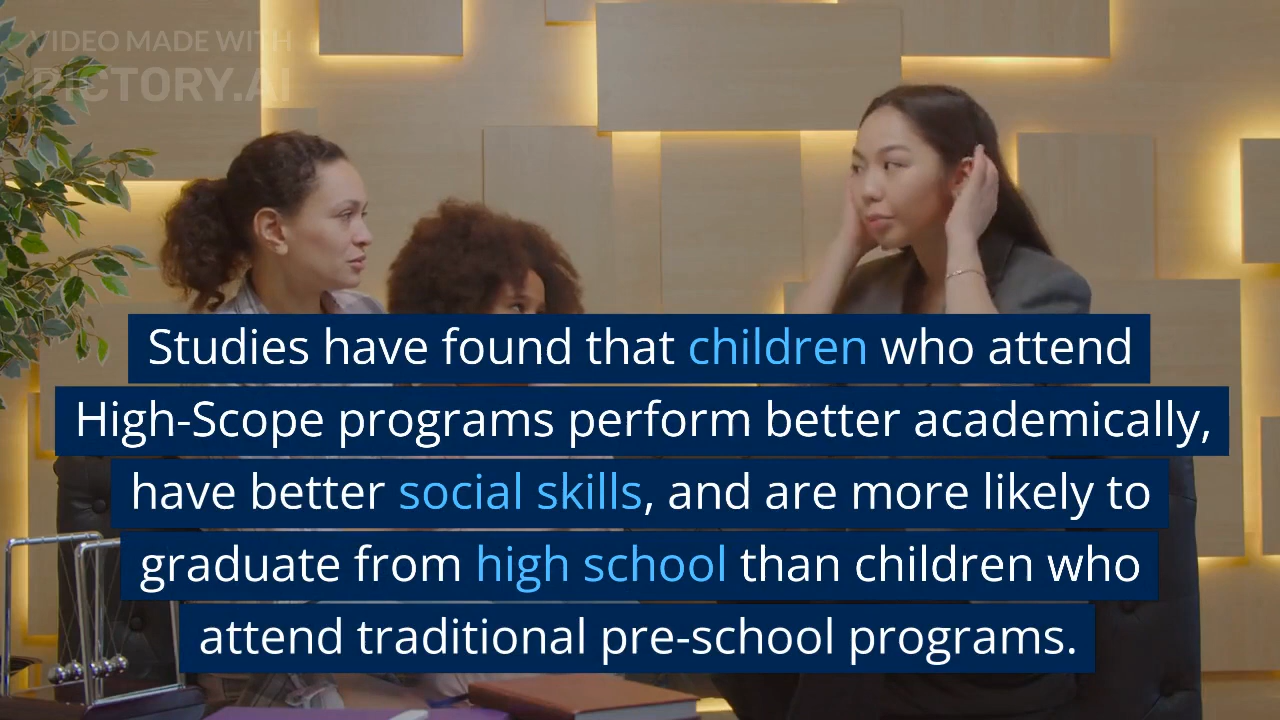 VIDEO MADE WITH
PICTORY.AI
Studies have found that children who attend
High-Scope programs perform better academically,
have better social skills, and are more likely to
graduate from high school than children who
attend traditional pre-school programs.